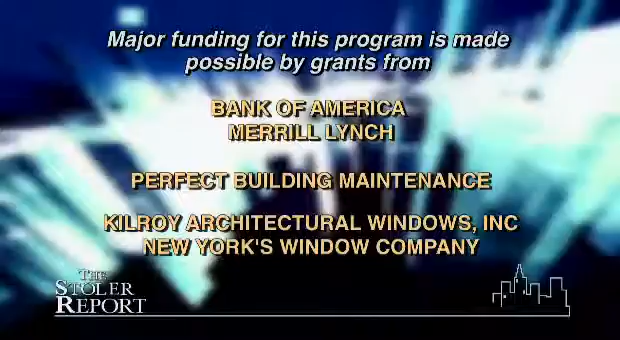 Major funding for this program is made
possible by grants from
BANK OF AMERICA
MERRILL LYNCH
PERFECT BUILDING MAINTENANCE
KILROY ARCHITECTURAL WINDOWS, INC
NEW YORK'S WINDOW COMPANY
THE
STOLER
REPORT